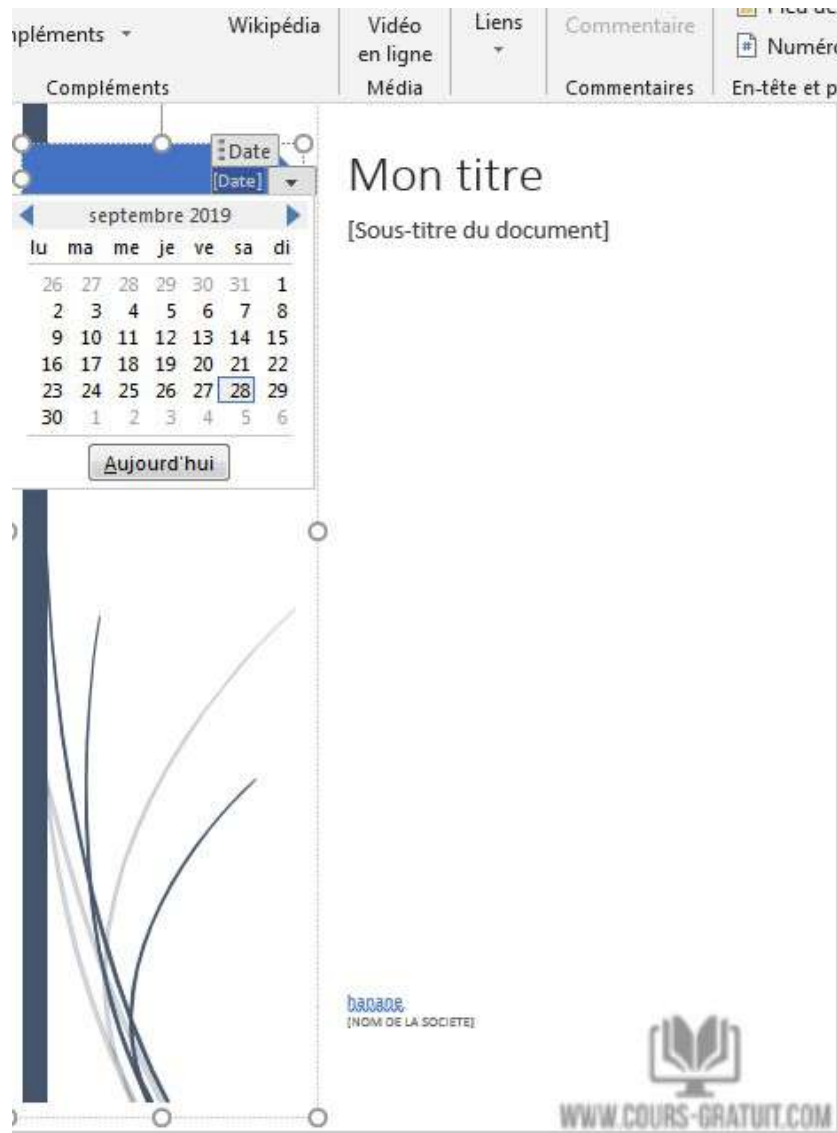 npléments
Wikipédia
Vidéo
en ligne
Liens
Commentaire
Numéro
Compléments
Média
Commentaires
En-tête et p
Date
[Date]
Mon titre
[Sous-titre du document]
septembre 2019
lu ma me je ve sa di
26 27 28 29 30 31 1
2 3 4 5 6 7 8
9 10 11 12 13 14 15
16 17 18 19 20 21 22
23 24 25 26 27 28 29
30 1 2 3 4 5 6
Aujourd'hui
banane
[NOM DE LA SOCIETE]
WWW.COURS-GRATUIT.COM